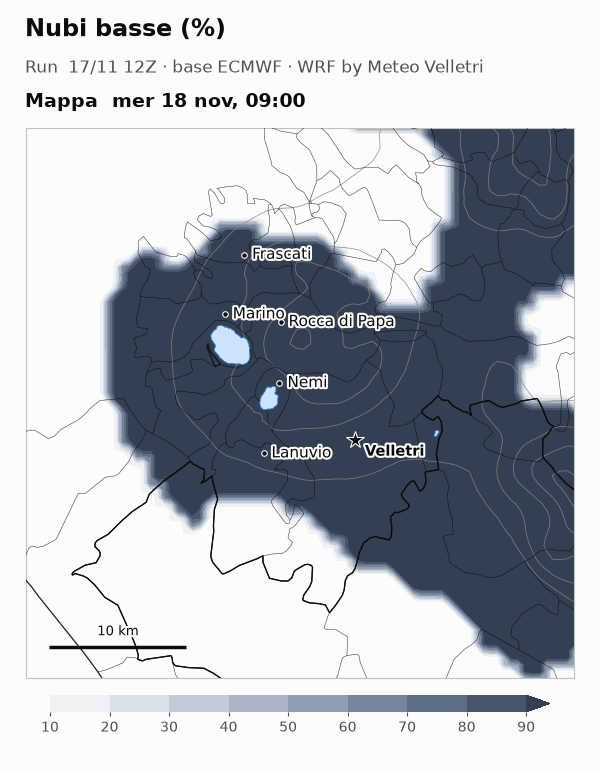 Nubi basse (%)
Run  17/11 12Z · base ECMWF · WRF by Meteo Velletri
Mappa  mer 18 nov, 09:00
Frascati
Marino
Rocca di Papa
Nemi
Velletri
Lanuvio
10 km
10 20 30 40 50 60 70 80 90